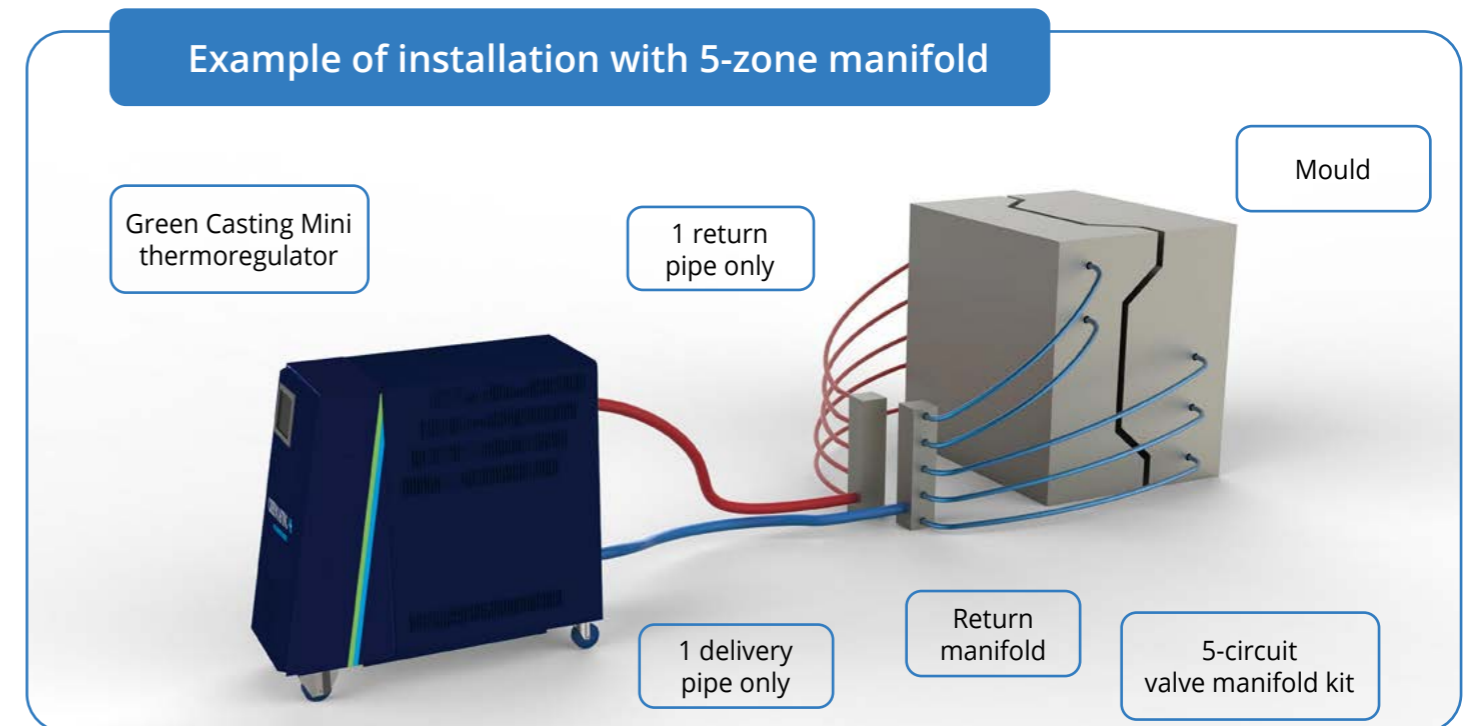 Example of installation with 5-zone manifold
Mould
Green Casting Mini
thermoregulator
1 return
pipe only
Return
manifold
1 delivery
pipe only
5-circuit
valve manifold kit